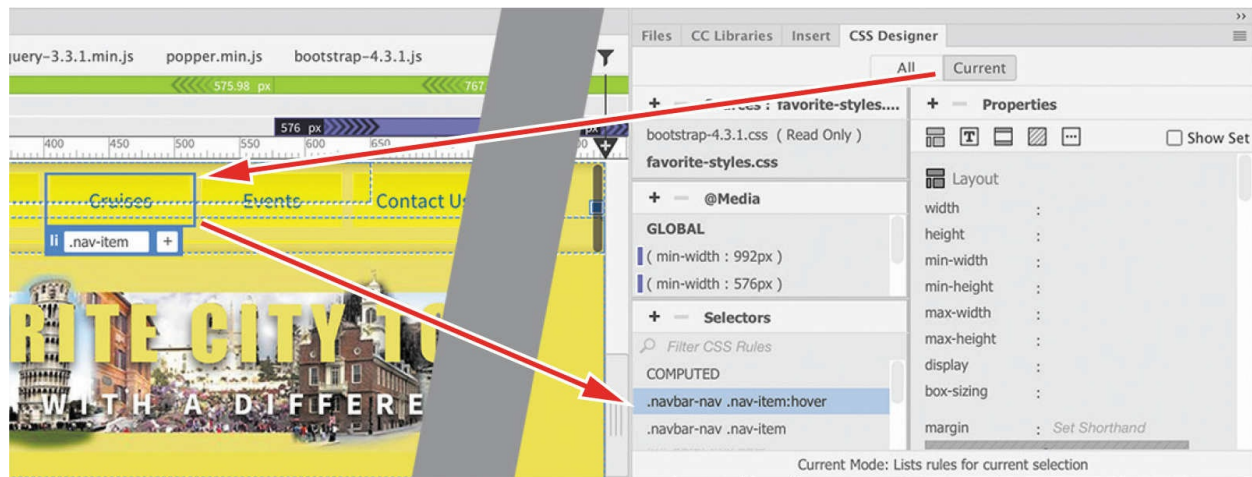 uery-3.3.1.min.js popper.min.js bootstrap-4.3.1.js
575.98 px 767.
576 px px
400 450 500 550 600 650
Cruises Events Contact Us
li .nav-item +
RITE CITY TO
WITH A DIFFERE
Files CC Libraries Insert CSS Designer
All Current
+ Sources : favorite-styles....
bootstrap-4.3.1.css ( Read Only )
favorite-styles.css
+ @Media
GLOBAL
( min-width : 992px )
( min-width : 576px )
+ Selectors
Filter CSS Rules
COMPUTED
.navbar-nav .nav-item:hover
.navbar-nav .nav-item
+ Properties
T Show Set
Layout
width :
height :
min-width :
min-height :
max-width :
max-height :
display :
box-sizing :
margin : Set Shorthand
Current Mode: Lists rules for current selection